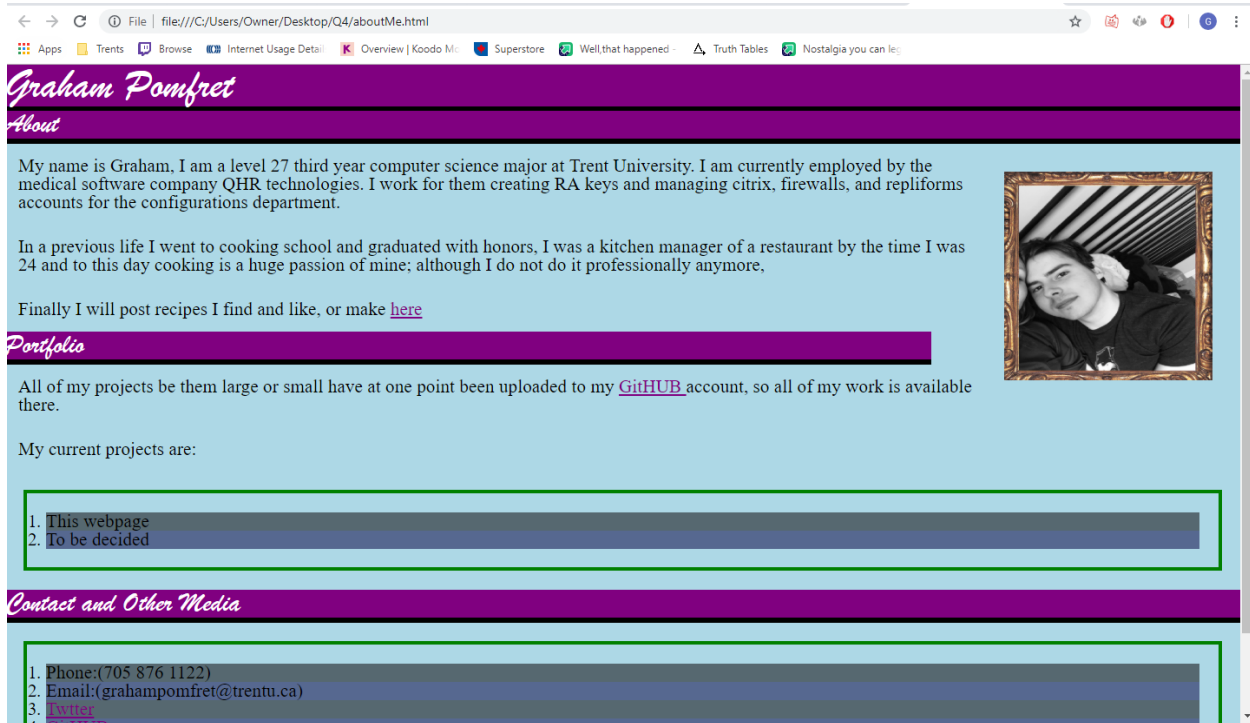 File | file:///C:/Users/Owner/Desktop/Q4/aboutMe.html
G
Apps Trents Browse Internet Usage Detail K Overview | Koodo Mo Superstore Well,that happened - Truth Tables Nostalgia you can leg
Graham Pomfret
About
My name is Graham, I am a level 27 third year computer science major at Trent University. I am currently employed by the
medical software company QHR technologies. I work for them creating RA keys and managing citrix, firewalls, and repliforms
accounts for the configurations department.
In a previous life I went to cooking school and graduated with honors, I was a kitchen manager of a restaurant by the time I was
24 and to this day cooking is a huge passion of mine; although I do not do it professionally anymore,
Finally I will post recipes I find and like, or make here
Portfolio
All of my projects be them large or small have at one point been uploaded to my GitHUB account, so all of my work is available
there.
My current projects are:
1. This webpage
2. To be decided
Contact and Other Media
1. Phone:(705 876 1122)
2. Email:(grahampomfret@trentu.ca)
3. Twtter
4. GitHUB